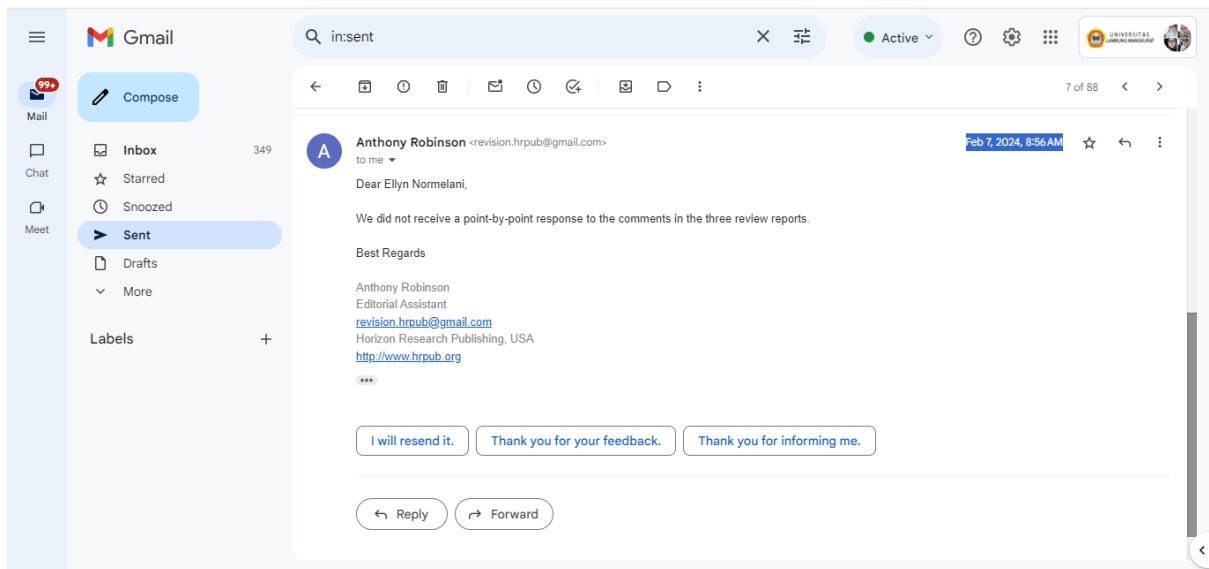 Gmail
in:sent
Active
UNIVERSITAS
LAMBUNG MANGKURAT
99+
Mail
Chat
Meet
Compose
Inbox 349
Starred
Snoozed
Sent
Drafts
More
Labels
7 of 88
A
Anthony Robinson <revision.hrpub@gmail.com>
Feb 7, 2024, 8:56 AM
to me
Dear Ellyn Normelani,
We did not receive a point-by-point response to the comments in the three review reports.
Best Regards
Anthony Robinson
Editorial Assistant
revision.hrpub@gmail.com
Horizon Research Publishing, USA
http://www.hrpub.org
I will resend it.
Thank you for your feedback.
Thank you for informing me.
Reply
Forward